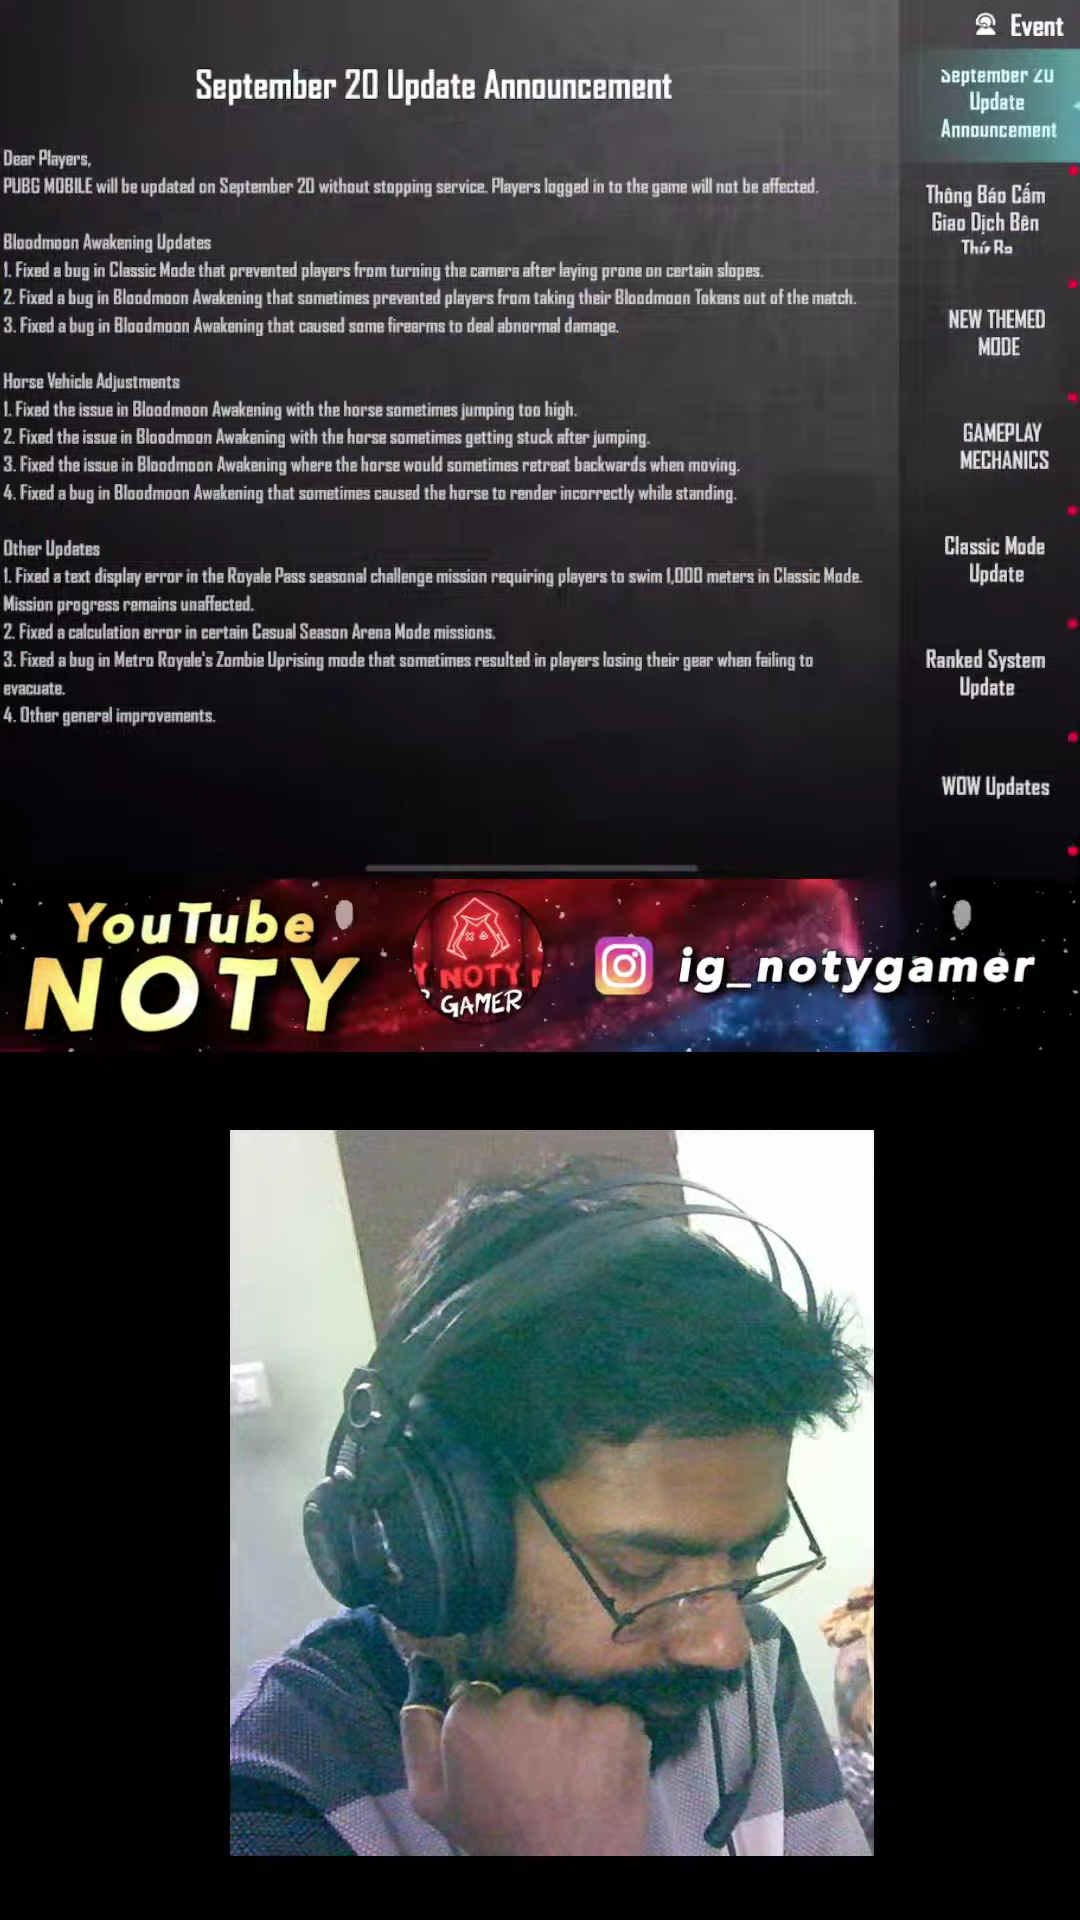 Event
September 20 Update Announcement
Dear Players,
PUBG MOBILE will be updated on September 20 without stopping service. Players logged in to the game will not be affected.
Bloodmoon Awakening Updates
1. Fixed a bug in Classic Mode that prevented players from turning the camera after laying prone on certain slopes.
2. Fixed a bug in Bloodmoon Awakening that sometimes prevented players from taking their Bloodmoon Tokens out of the match.
3. Fixed a bug in Bloodmoon Awakening that caused some firearms to deal abnormal damage.
Horse Vehicle Adjustments
1. Fixed the issue in Bloodmoon Awakening with the horse sometimes jumping too high.
2. Fixed the issue in Bloodmoon Awakening with the horse sometimes getting stuck after jumping.
3. Fixed the issue in Bloodmoon Awakening where the horse would sometimes retreat backwards when moving.
4. Fixed a bug in Bloodmoon Awakening that sometimes caused the horse to render incorrectly while standing.
Other Updates
1. Fixed a text display error in the Royale Pass seasonal challenge mission requiring players to swim 1,000 meters in Classic Mode.
Mission progress remains unaffected.
2. Fixed a calculation error in certain Casual Season Arena Mode missions.
3. Fixed a bug in Metro Royale's Zombie Uprising mode that sometimes resulted in players losing their gear when failing to
evacuate.
4. Other general improvements.
September 20
Update
Announcement
Thông Báo Cấm
Giao Dịch Bên
Thứ Ba
NEW THEMED
MODE
GAMEPLAY
MECHANICS
Classic Mode
Update
Ranked System
Update
WOW Updates
YouTube
NOTY
NOTY
GAMER
ig_notygamer